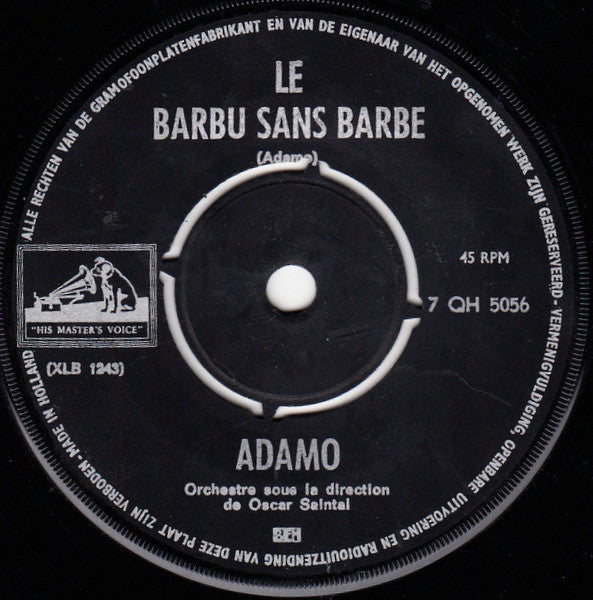 ALLE RECHTEN VAN DE GRAMOFOONPLATENFABRIKANT EN VAN DE EIGENAAR VAN HET OPGENOMEN WERK ZIJN GERESERVEERD - VERMENIGVULDIGING, OPENBARE UITVOERING EN RADIOUITZENDING VAN DEZE PLAAT ZIJN VERBODEN - MADE IN HOLLAND
LE
BARBU SANS BARBE
(Adamo)
45 RPM
7 QH 5056
"HIS MASTER'S VOICE"
(XLB 1243)
ADAMO
Orchestre sous la direction
de Oscar Saintal
BEM